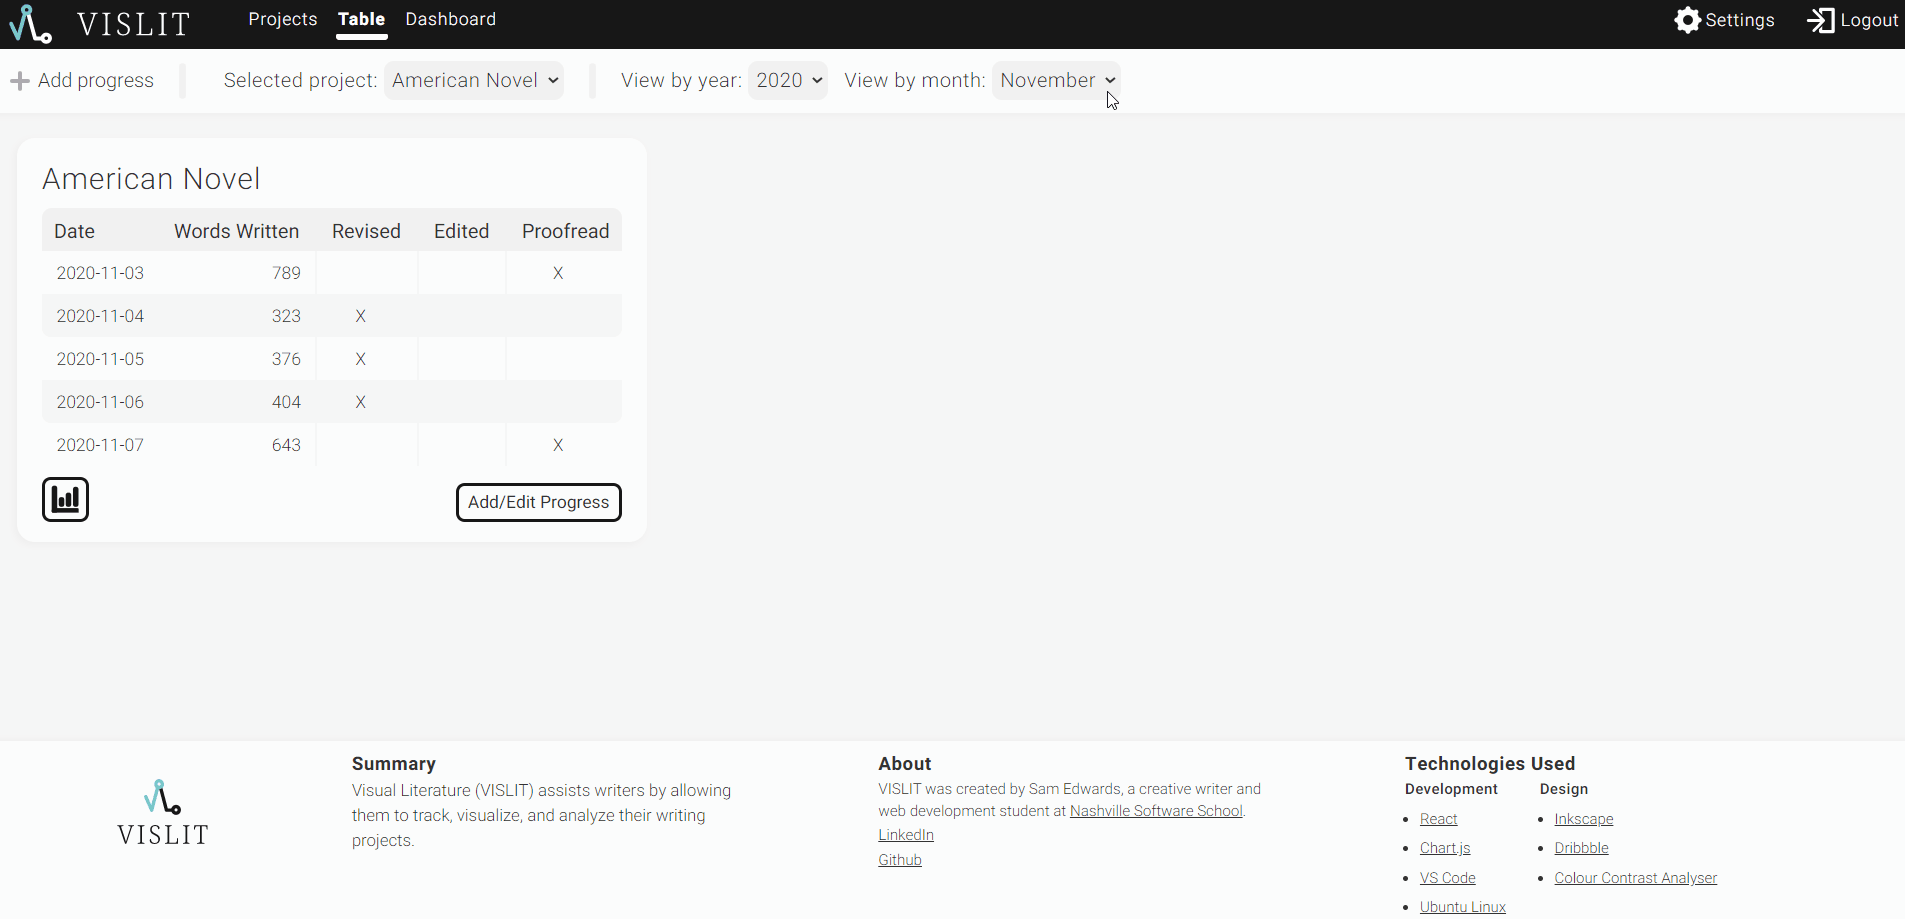 VISLIT Projects Table Dashboard Settings Logout
Add progress Selected project: American Novel View by year: 2020 View by month: November
American Novel
Date Words Written Revised Edited Proofread
2020-11-03 789 X
2020-11-04 323 X
2020-11-05 376 X
2020-11-06 404 X
2020-11-07 643 X
Add/Edit Progress
VISLIT
Summary
Visual Literature (VISLIT) assists writers by allowing
them to track, visualize, and analyze their writing
projects.
About
VISLIT was created by Sam Edwards, a creative writer and
web development student at Nashville Software School.
LinkedIn
Github
Technologies Used
Development
React
Chart.js
VS Code
Ubuntu Linux
Design
Inkscape
Dribbble
Colour Contrast Analyser